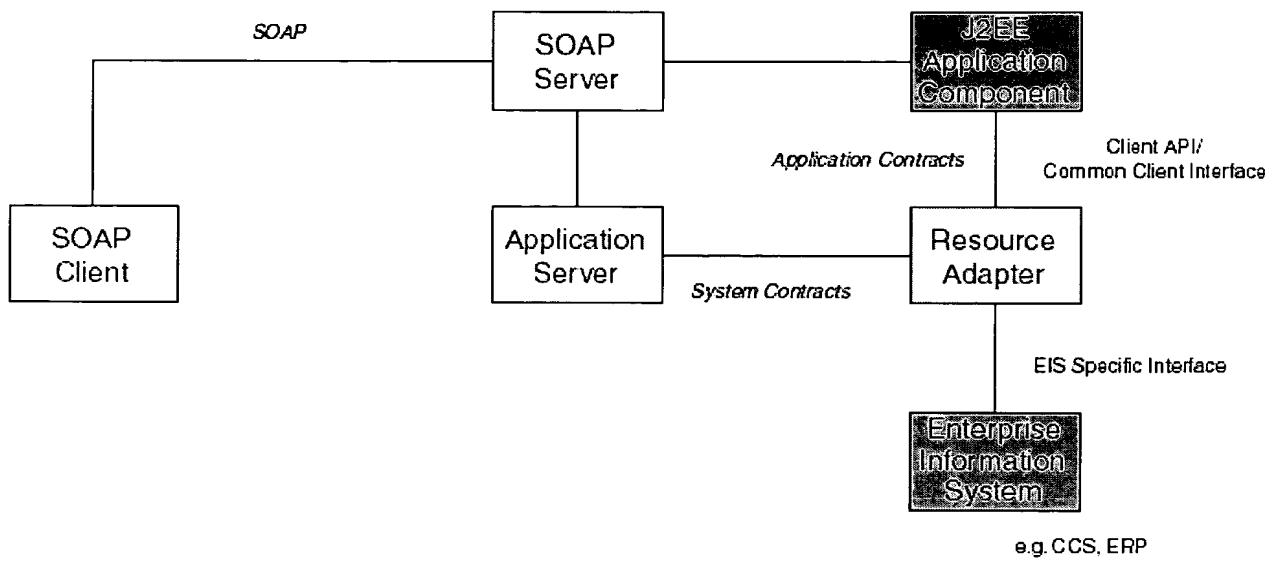 SOAP
SOAP
Server
J2EE
Application
Component
Application Contracts
Client API/
Common Client Interface
SOAP
Client
Application
Server
Resource
Adapter
System Contracts
EIS Specific Interface
Enterprise
Information
System
e.g. CCS, ERP